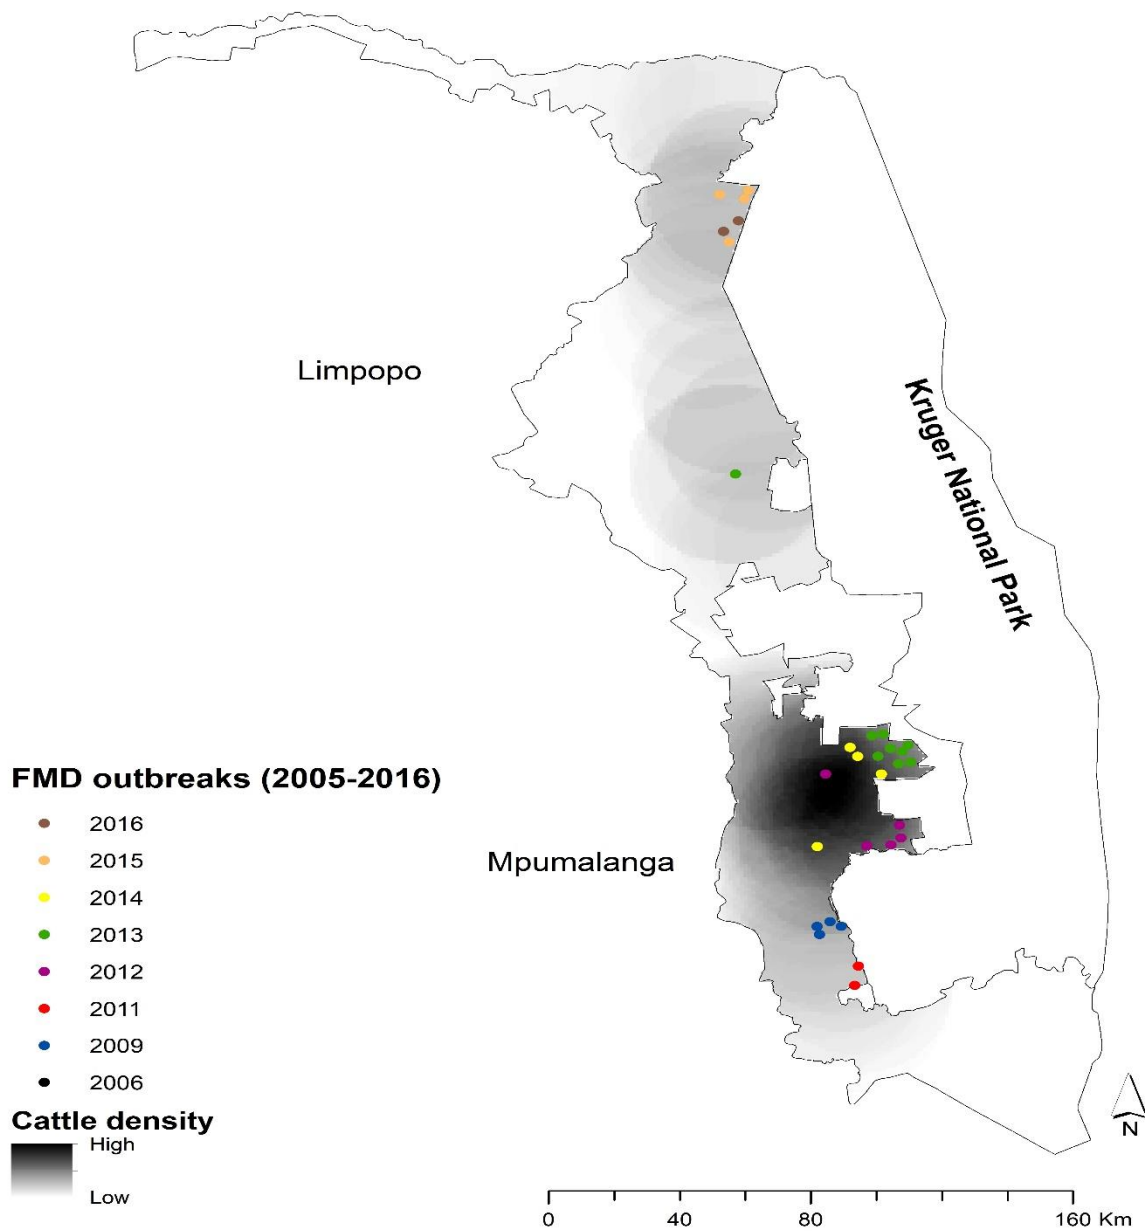 Limpopo
Kruger National Park
Mpumalanga
FMD outbreaks (2005-2016)
2016
2015
2014
2013
2012
2011
2009
2006
Cattle density
High
Low
N
0 40 80 160 Km